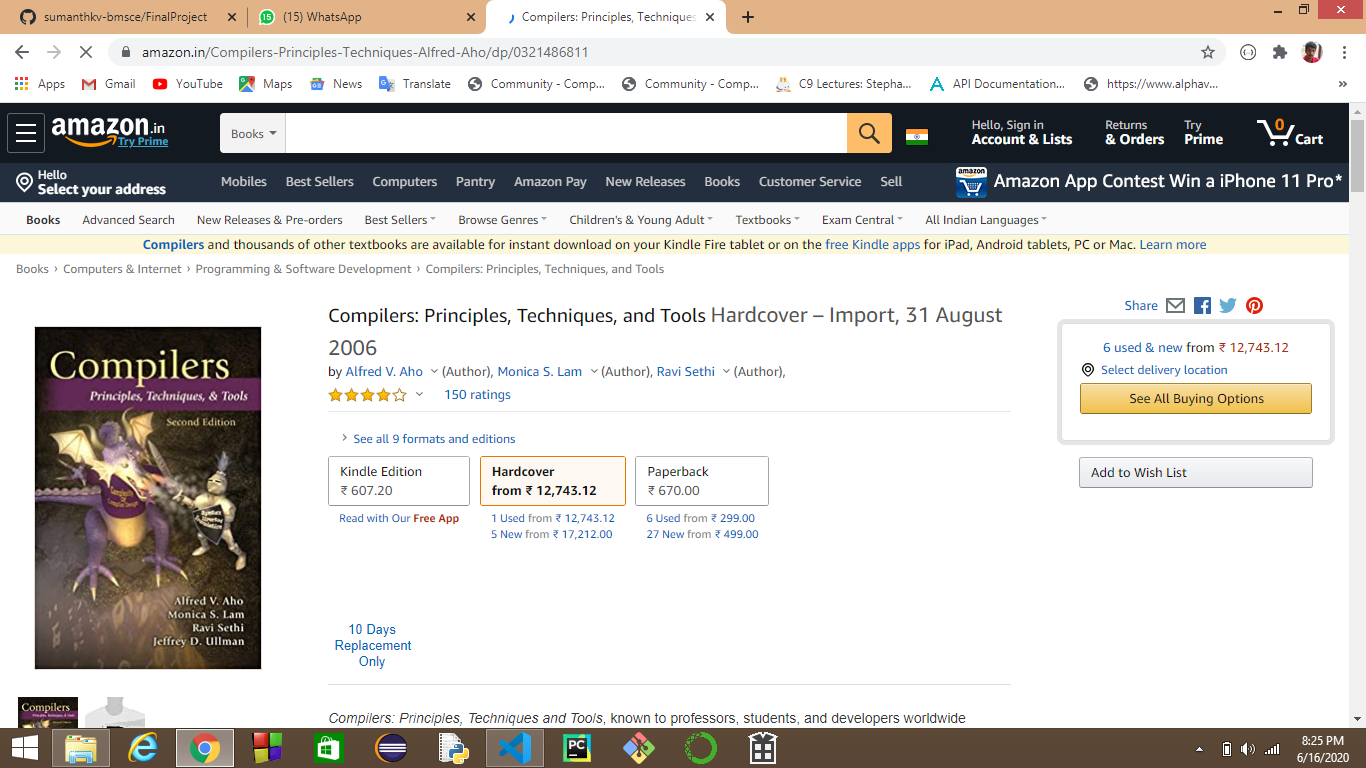 sumanthkv-bmsce/FinalProject
(15) WhatsApp
Compilers: Principles, Techniques
amazon.in/Compilers-Principles-Techniques-Alfred-Aho/dp/0321486811
Apps Gmail YouTube Maps News Translate Community - Comp... Community - Comp... C9 Lectures: Stepha... API Documentation... https://www.alphav...
amazon.in
Try Prime
Books
Hello, Sign in
Account & Lists
Returns
& Orders
Try
Prime
0
Cart
Hello
Select your address
Mobiles Best Sellers Computers Pantry Amazon Pay New Releases Books Customer Service Sell
amazon
Amazon App Contest Win a iPhone 11 Pro*
Books Advanced Search New Releases & Pre-orders Best Sellers Browse Genres Children's & Young Adult Textbooks Exam Central All Indian Languages
Compilers and thousands of other textbooks are available for instant download on your Kindle Fire tablet or on the free Kindle apps for iPad, Android tablets, PC or Mac. Learn more
Books › Computers & Internet › Programming & Software Development › Compilers: Principles, Techniques, and Tools
Compilers
Principles, Techniques, & Tools
Second Edition
Alfred V. Aho
Monica S. Lam
Ravi Sethi
Jeffrey D. Ullman
Compilers: Principles, Techniques, and Tools Hardcover – Import, 31 August
2006
by Alfred V. Aho (Author), Monica S. Lam (Author), Ravi Sethi (Author),
150 ratings
See all 9 formats and editions
Kindle Edition
₹ 607.20
Read with Our Free App
Hardcover
from ₹ 12,743.12
1 Used from ₹ 12,743.12
5 New from ₹ 17,212.00
Paperback
₹ 670.00
6 Used from ₹ 299.00
27 New from ₹ 499.00
10 Days
Replacement
Only
Compilers: Principles, Techniques and Tools, known to professors, students, and developers worldwide
Share
6 used & new from ₹ 12,743.12
Select delivery location
See All Buying Options
Add to Wish List
Compilers
PC
8:25 PM
6/16/2020